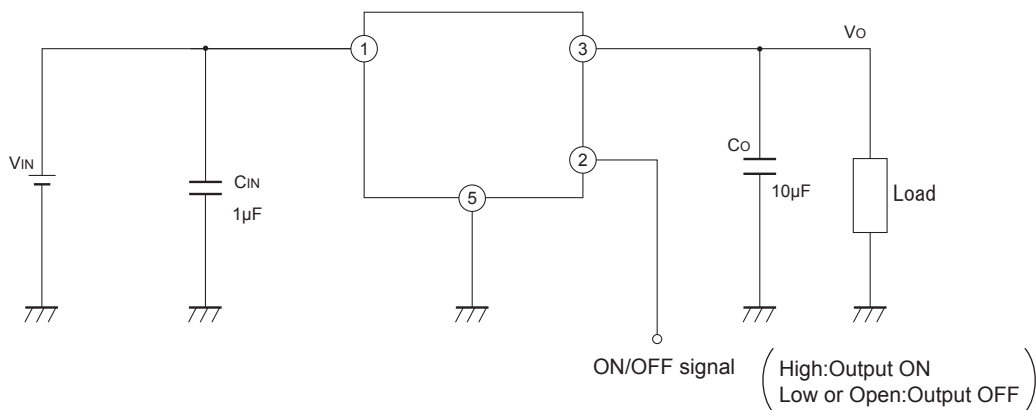 1
3
Vo
2
VIN
CIN
1µF
Co
10µF
Load
5
ON/OFF signal
High:Output ON
Low or Open:Output OFF